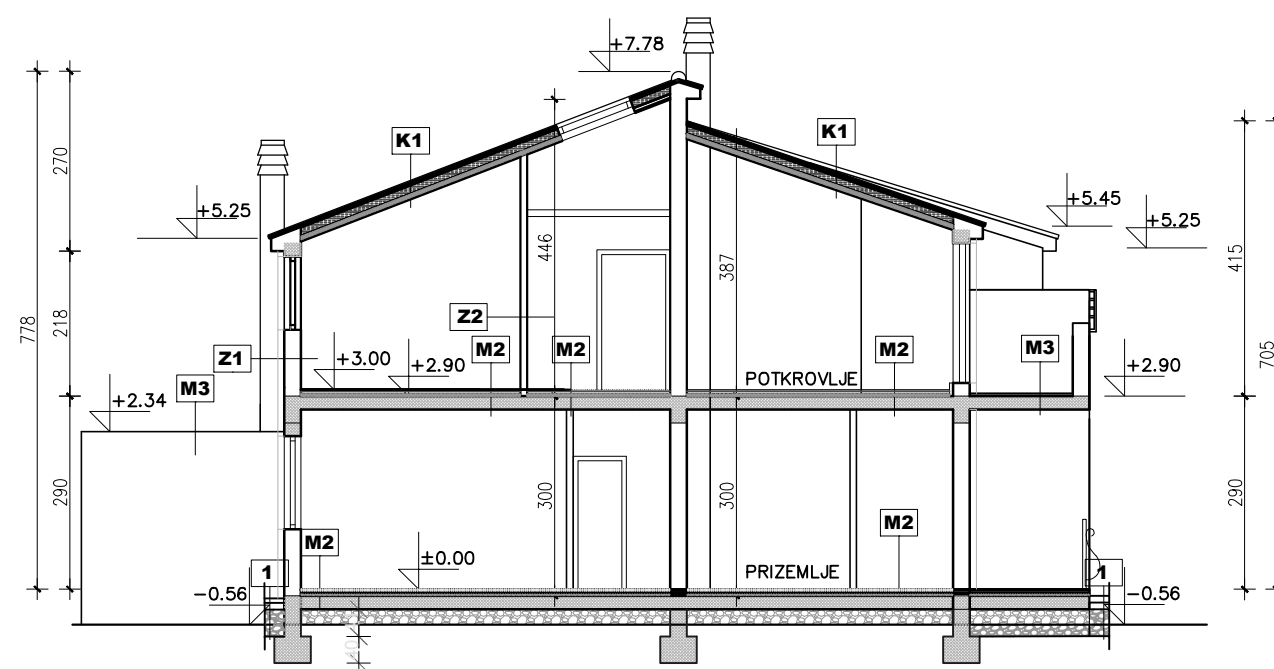 +7.78
K1
K1
270
+5.25
+5.45
+5.25
446
387
415
778
218
Z2
705
Z1
+3.00
+2.90
M2
M2
M2
M3
POTKROVLJE
+2.90
M3
+2.34
290
300
300
290
M2
M2
±0.00
PRIZEMLJE
1
1
-0.56
-0.56